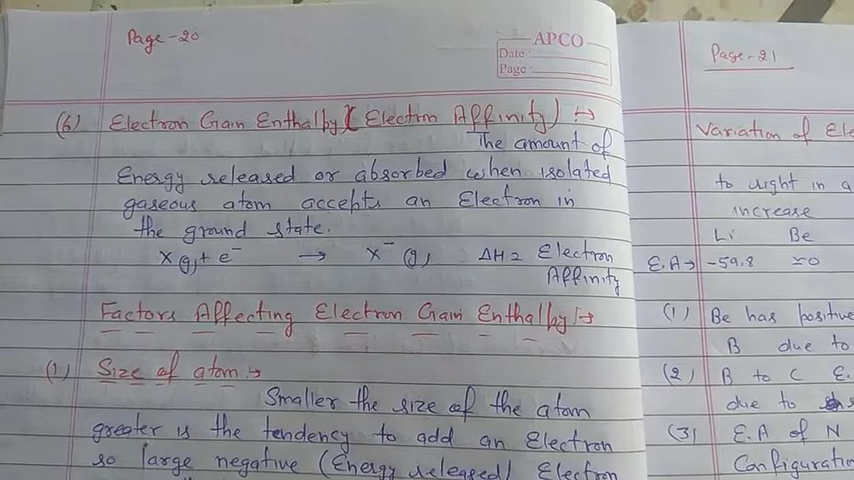 Page-20
APCO
Date :
Page :
(6) Electron Gain Enthalpy (Electron Affinity) :→
The amount of
Energy released or absorbed when isolated
gaseous atom accepts an Electron in
the ground state.
X(g) + e⁻ → X⁻(g) ΔH = Electron
Affinity
Factors Affecting Electron Gain Enthalpy :→
(1) Size of atom :→
Smaller the size of the atom
greater is the tendency to add an Electron
so large negative (Energy released) Electron
Page-21
Variation of Ele
to right in a
increase
Li Be
E.A → -59.8 ≈0
(1) Be has positive
B due to
(2) B to C E.
due to
(3) E.A of N
Configuration